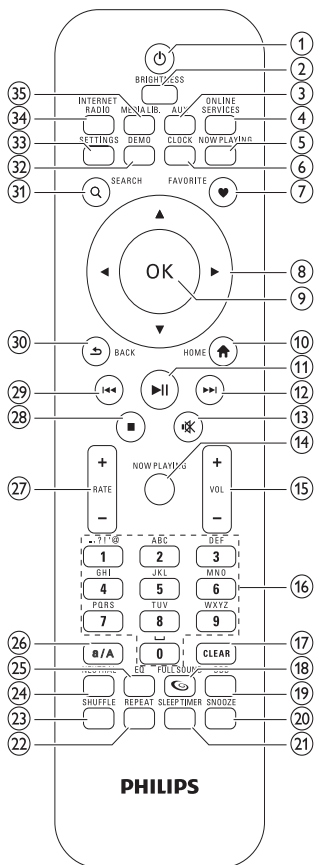 1
BRIGHTNESS
2
35 INTERNET RADIO MEDIA LIB. AUX ONLINE SERVICES 3
34 4
33 SETTINGS DEMO CLOCK NOW PLAYING 5
32 6
31 SEARCH FAVORITE 7
8
OK
9
30 BACK HOME 10
11
29 12
28 13
NOW PLAYING 14
+ +
27 RATE VOL 15
– –
.,?!'@ ABC DEF
1 2 3
GHI JKL MNO
4 5 6 16
PQRS TUV WXYZ
7 8 9
26 a/A 0 CLEAR 17
25 EQ FULL SOUND 18
24 19
23 SHUFFLE REPEAT SLEEP TIMER SNOOZE 20
22 21
PHILIPS